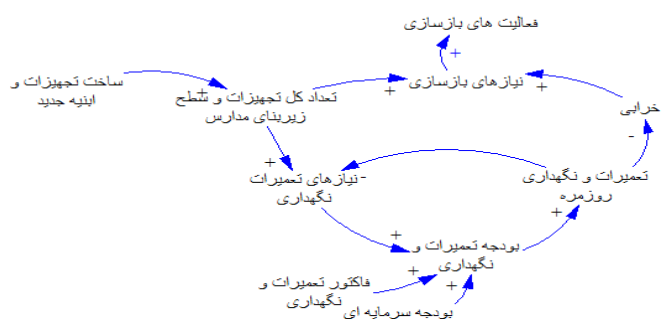 فعالیت های بازسازی
+
نیازهای بازسازی
+
+
ساخت تجهیزات و
ابنیه جدید
+
تعداد کل تجهیزات و سطح
زیربنای مدارس
خرابی
-
+
نیازهای تعمیرات
نگهداری
-
تعمیرات و نگهداری
روزمره
+
+
بودجه تعمیرات و
نگهداری
+
+
فاکتور تعمیرات و
نگهداری
بودجه سرمایه ای